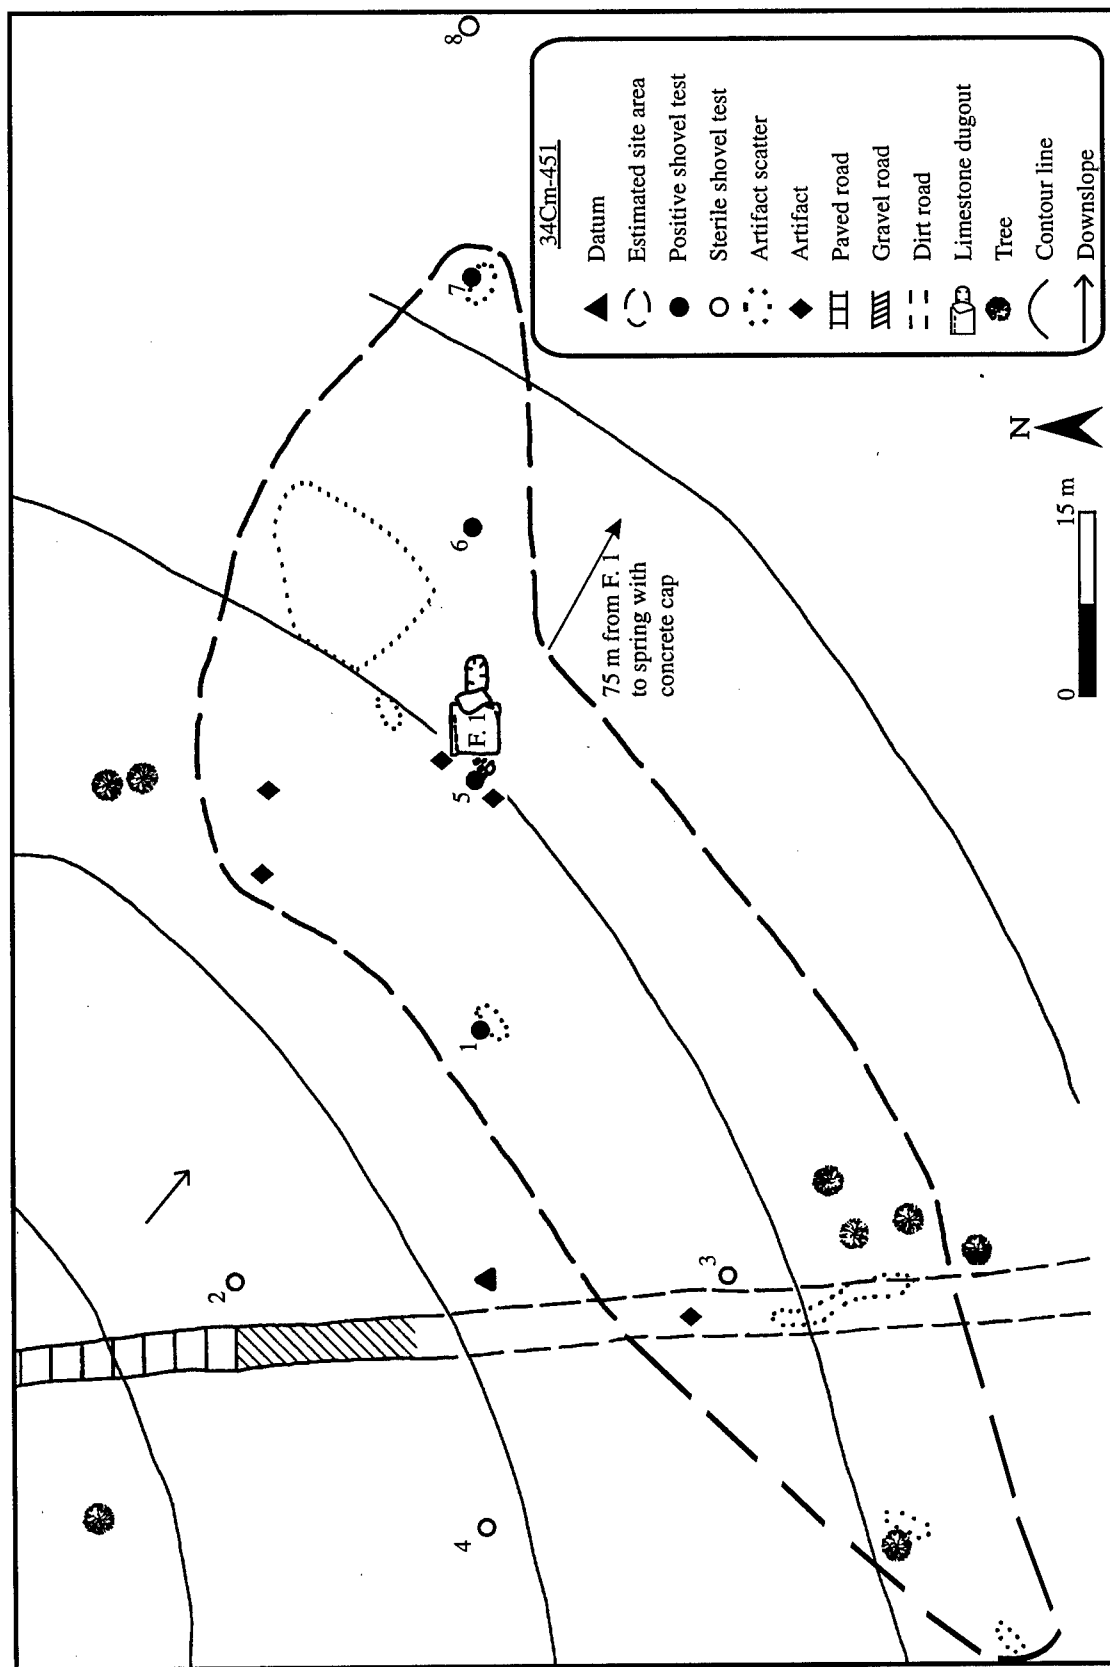 8
34Cm-451
Datum
Estimated site area
Positive shovel test
Sterile shovel test
Artifact scatter
Artifact
Paved road
Gravel road
Dirt road
Limestone dugout
Tree
Contour line
Downslope
7
6
5
F. 1
1
2
3
4
75 m from F. 1
to spring with
concrete cap
N
0
15 m